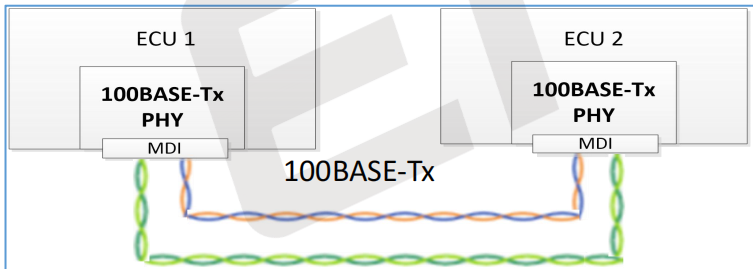 ECU 1
ECU 2
100BASE-Tx
PHY
100BASE-Tx
PHY
MDI
MDI
100BASE-Tx